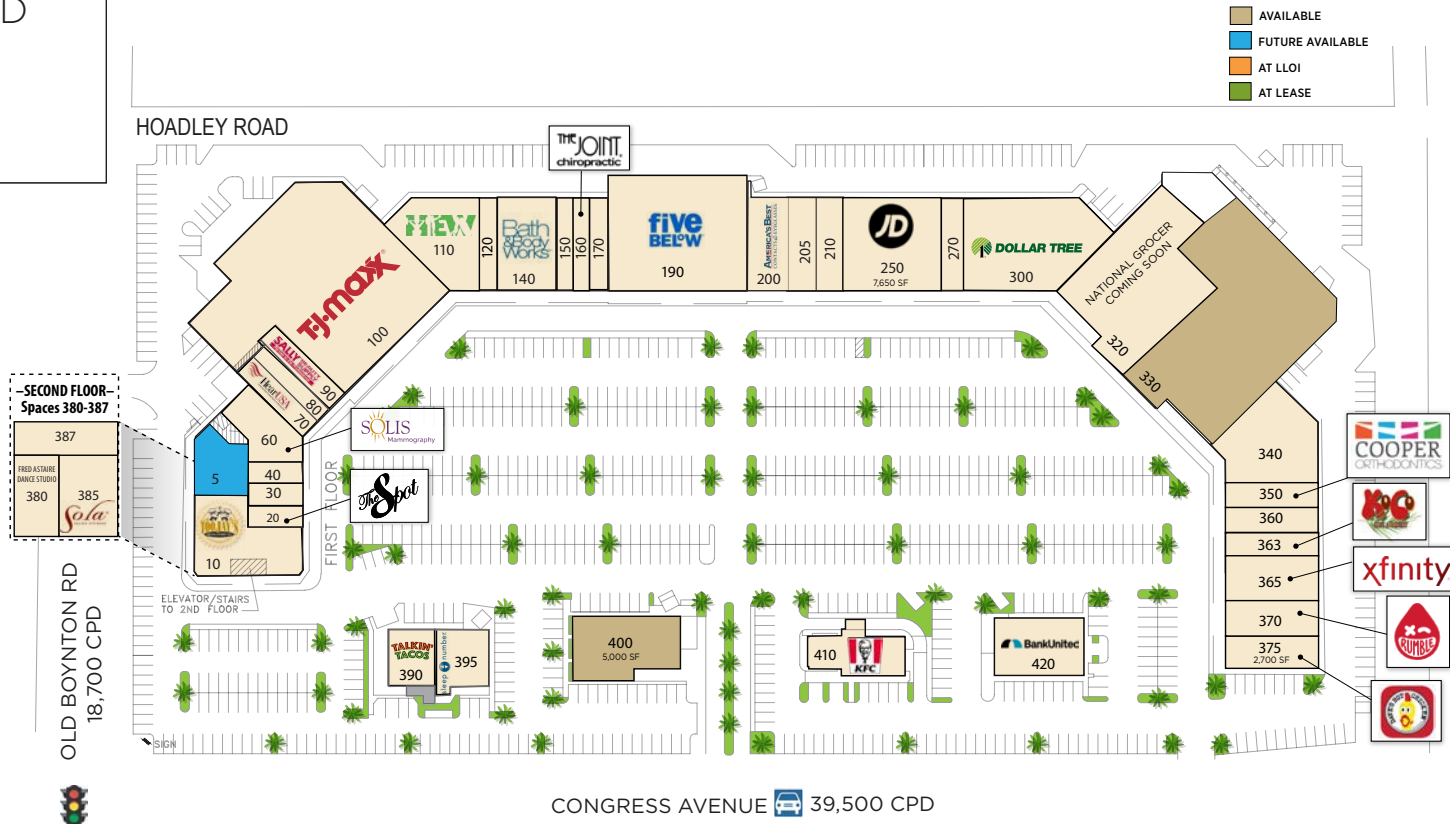 D
AVAILABLE
FUTURE AVAILABLE
AT LLOI
AT LEASE
HOADLEY ROAD
THE JOINT
chiropractic
110
120
Bath
& Body
Works
140
150
160
170
five
BELOW
190
AMERICA'S BEST
CONTACTS & EYEGLASSES
200
205
210
JD
250
7,650 SF
270
DOLLAR TREE
300
NATIONAL GROCER
COMING SOON
320
330
T.J.maxx
100
SALLY
90
HeartUSA
80
70
60
SOLIS
Mammography
–SECOND FLOOR–
Spaces 380-387
387
FRED ASTAIRE
DANCE STUDIO
380
385
Sola
5
40
30
20
The Spot
FIRST FLOOR
10
ELEVATOR/STAIRS
TO 2ND FLOOR
340
350
COOPER
ORTHODONTICS
360
363
365
xfinity
370
RUMBLE
375
2,700 SF
TALKIN'
TACOS
390
sleep number
395
400
5,000 SF
410
KFC
BankUnited
420
OLD BOYNTON RD
18,700 CPD
SIGN
CONGRESS AVENUE 39,500 CPD